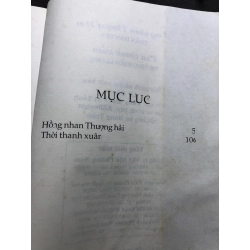 MỤC LỤC
Hồng nhan Thượng hải 5
Thời thanh xuân 106